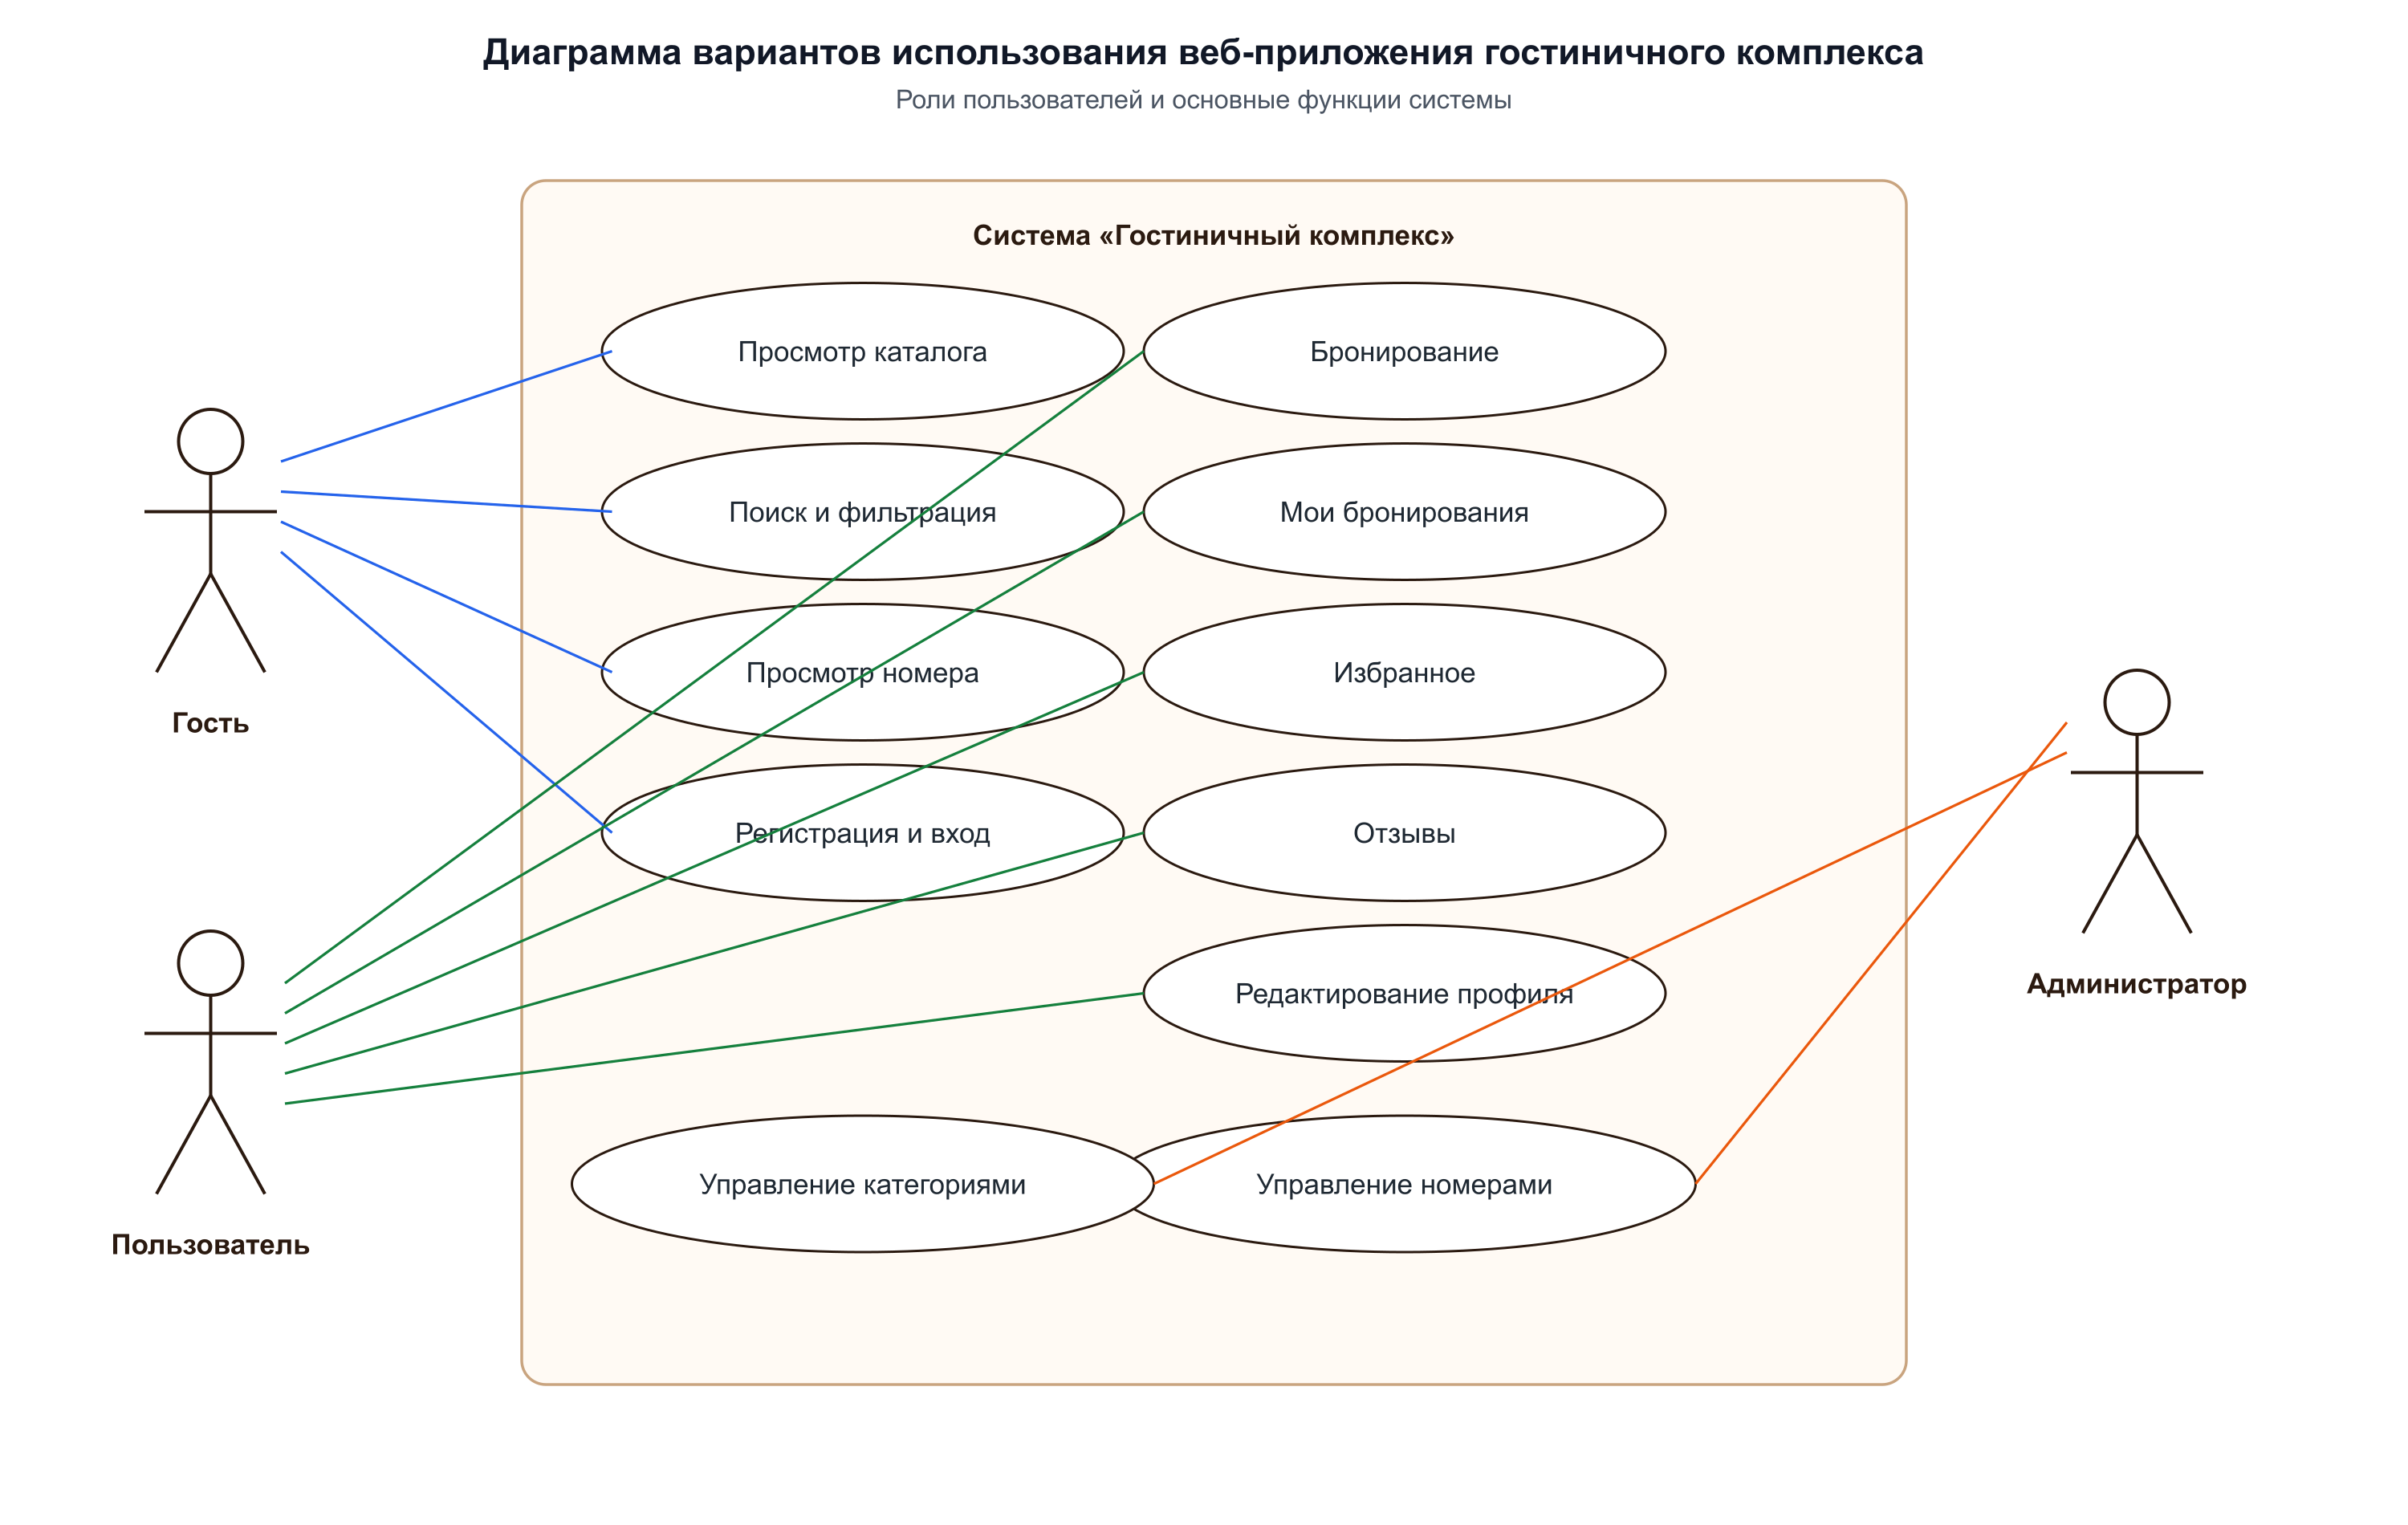 Диаграмма вариантов использования веб-приложения гостиничного комплекса
Роли пользователей и основные функции системы
Система «Гостиничный комплекс»
Просмотр каталога
Бронирование
Поиск и фильтрация
Мои бронирования
Просмотр номера
Избранное
Гость
Регистрация и вход
Отзывы
Редактирование профиля
Администратор
Управление категориями
Управление номерами
Пользователь